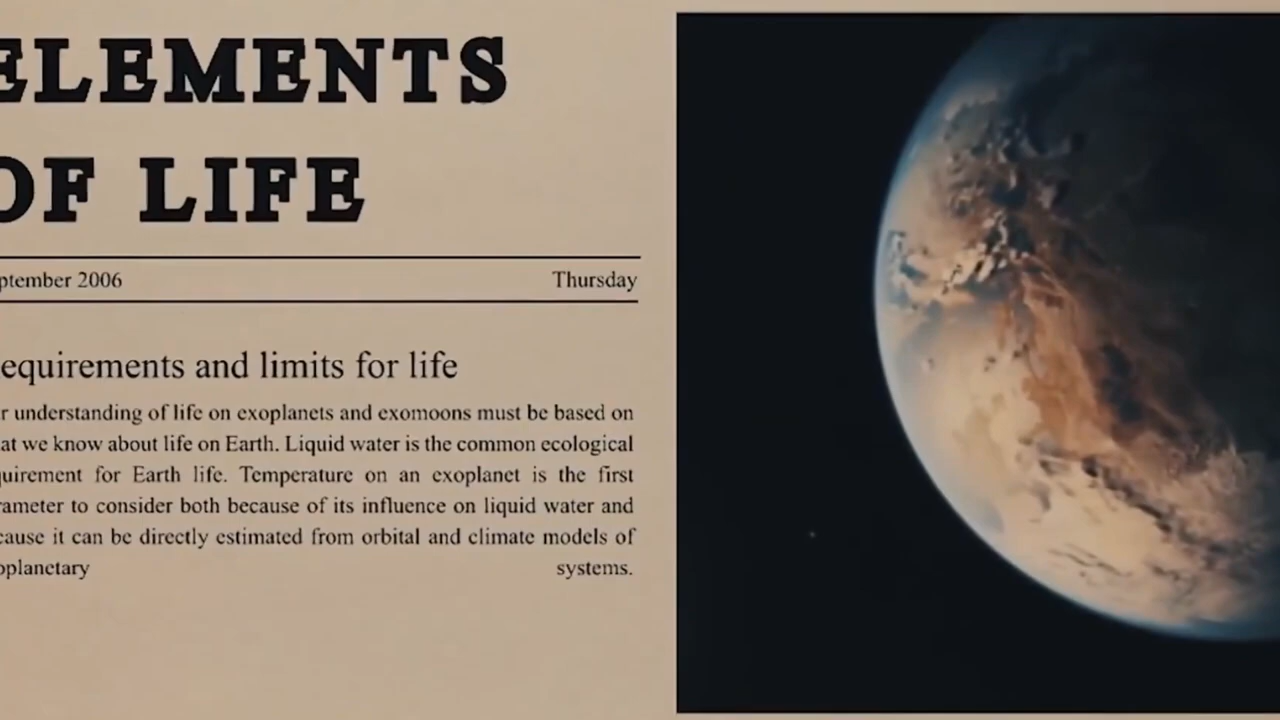 ELEMENTS
OF LIFE
ptember 2006 Thursday
equirements and limits for life
r understanding of life on exoplanets and exomoons must be based on
at we know about life on Earth. Liquid water is the common ecological
quirement for Earth life. Temperature on an exoplanet is the first
rameter to consider both because of its influence on liquid water and
cause it can be directly estimated from orbital and climate models of
oplanetary systems.